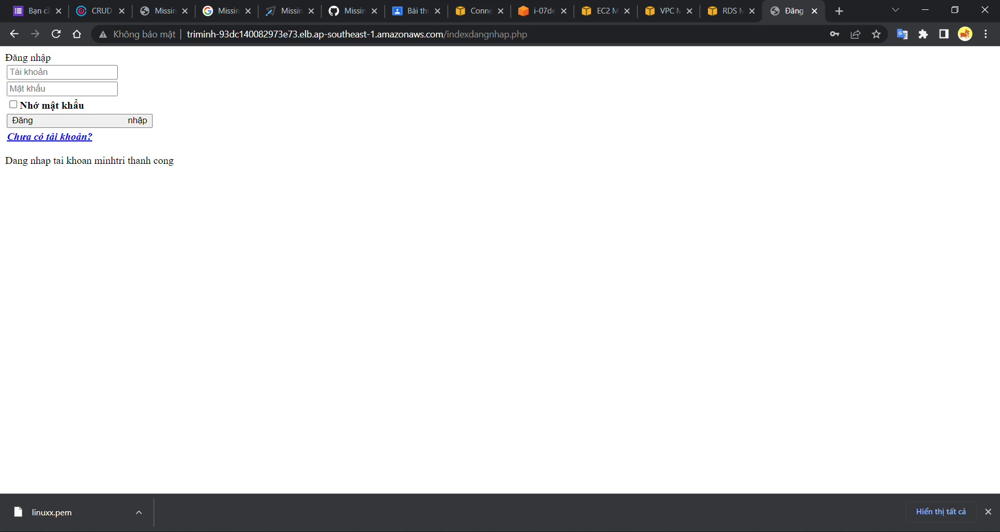 Bạn c
CRUD
Missin
Missin
Missin
Missin
Bài th
Conne
i-07de
EC2 M
VPC M
RDS M
Đăng
Không bảo mật
triminh-93dc140082973e73.elb.ap-southeast-1.amazonaws.com/indexdangnhap.php
Đăng nhập
Tài khoản
Mật khẩu
Nhớ mật khẩu
Đăng nhập
Chưa có tải khoản?
Dang nhap tai khoan minhtri thanh cong
linuxx.pem
Hiển thị tất cả